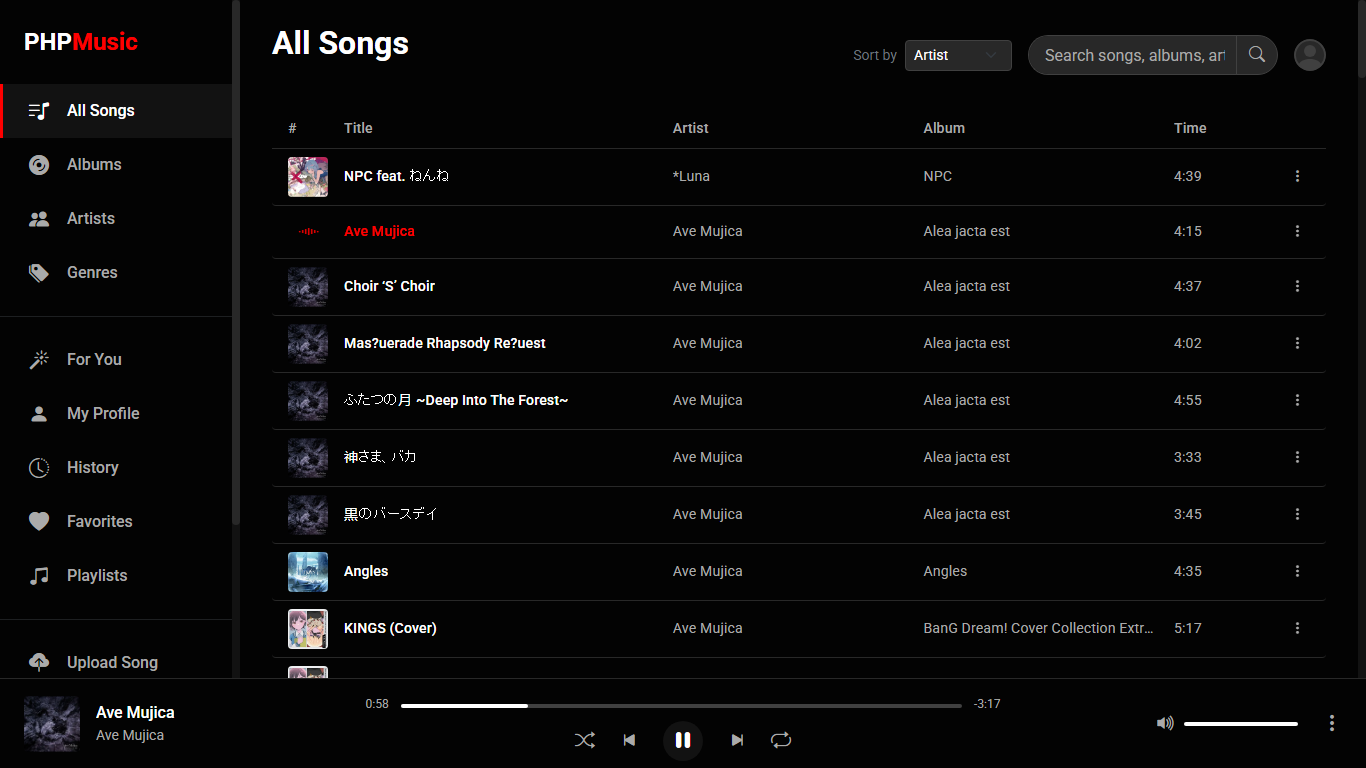 PHPMusic
All Songs
Albums
Artists
Genres
For You
My Profile
History
Favorites
Playlists
Upload Song
All Songs
Sort by Artist Search songs, albums, art
# Title Artist Album Time
NPC feat. ねんね *Luna NPC 4:39
Ave Mujica Ave Mujica Alea jacta est 4:15
Choir ‘S’ Choir Ave Mujica Alea jacta est 4:37
Mas?uerade Rhapsody Re?uest Ave Mujica Alea jacta est 4:02
ふたつの月 ~Deep Into The Forest~ Ave Mujica Alea jacta est 4:55
神さま、バカ Ave Mujica Alea jacta est 3:33
黒のバースデイ Ave Mujica Alea jacta est 3:45
Angles Ave Mujica Angles 4:35
KINGS (Cover) Ave Mujica BanG Dream! Cover Collection Extr… 5:17
Ave Mujica
Ave Mujica
0:58 -3:17